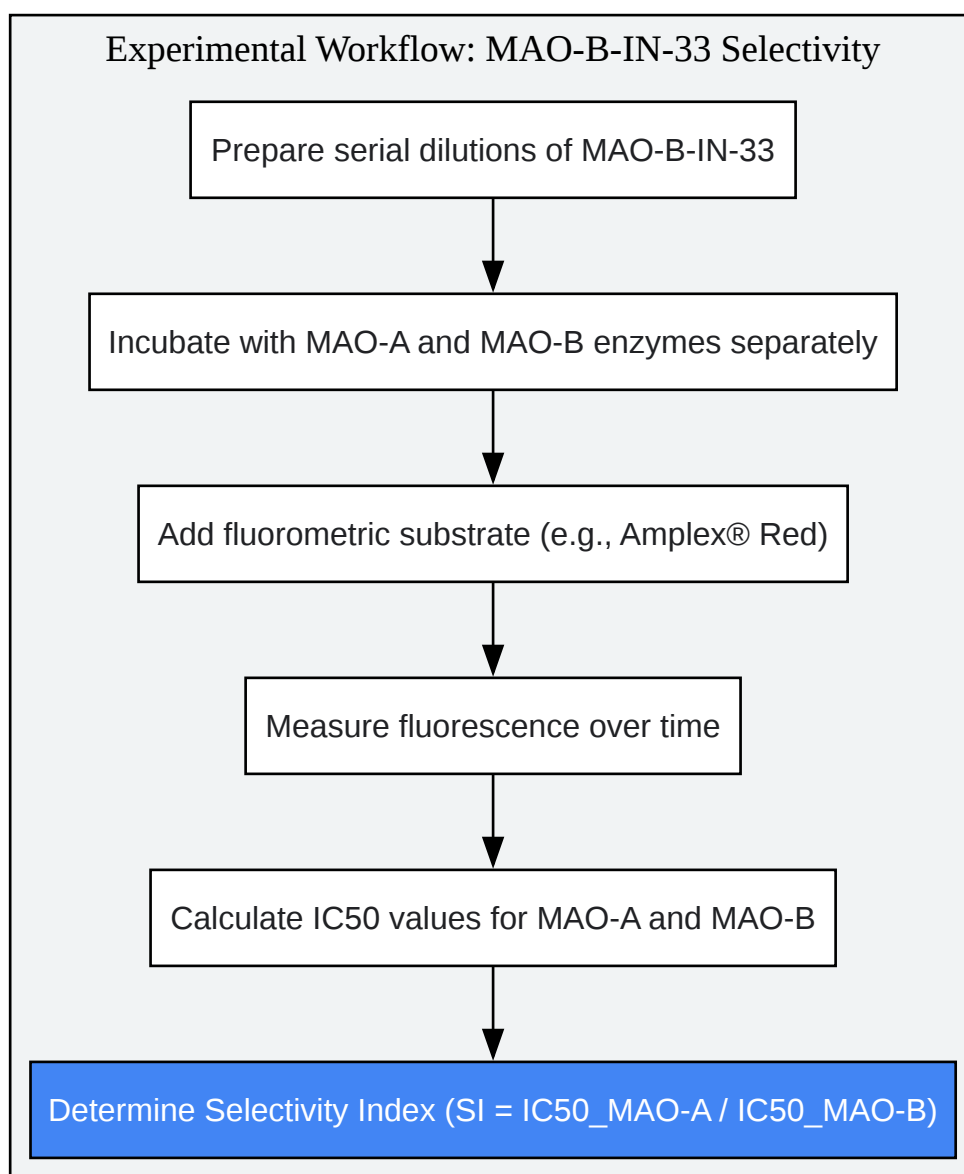 Experimental Workflow: MAO-B-IN-33 Selectivity
Prepare serial dilutions of MAO-B-IN-33
Incubate with MAO-A and MAO-B enzymes separately
Add fluorometric substrate (e.g., Amplex® Red)
Measure fluorescence over time
Calculate IC50 values for MAO-A and MAO-B
Determine Selectivity Index (SI = IC50_MAO-A / IC50_MAO-B)